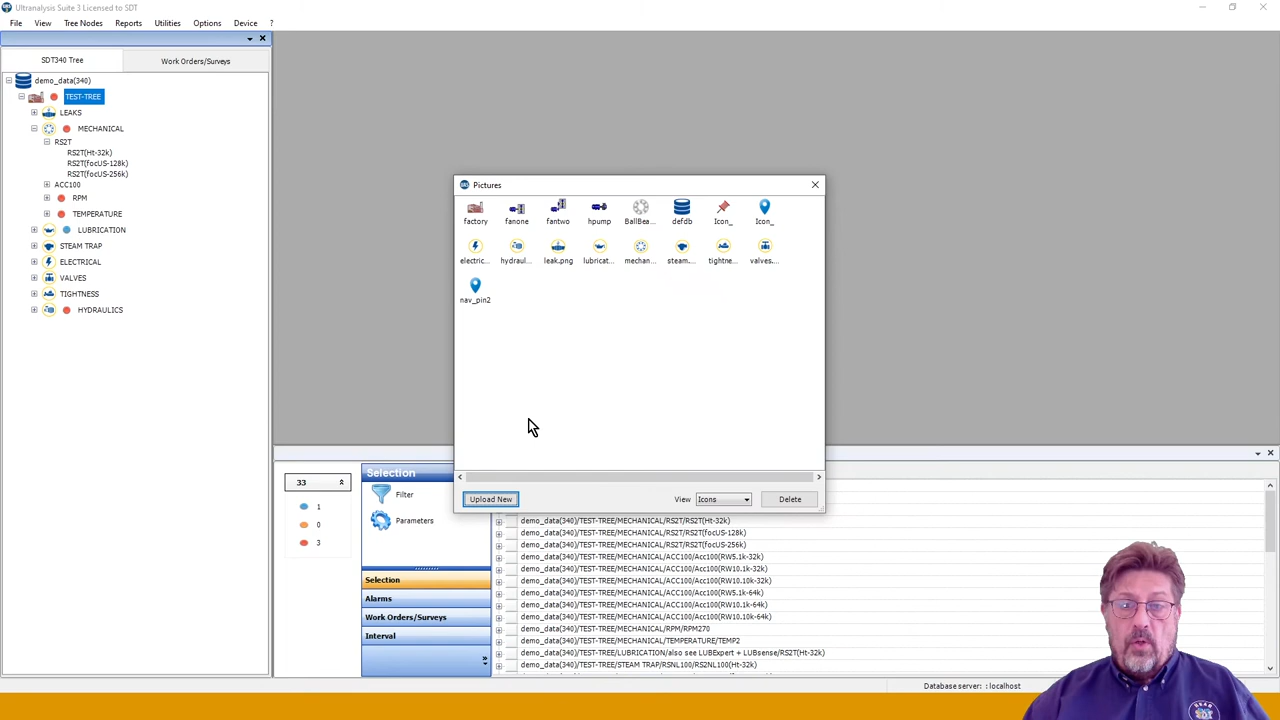 Ultranalysis Suite 3 Licensed to SDT
File View Tree Nodes Reports Utilities Options Device ?
SDT340 Tree Work Orders/Surveys
demo_data(340)
TEST-TREE
LEAKS
MECHANICAL
RS2T
RS2T(Ht-32k)
RS2T(focUS-128k)
RS2T(focUS-256k)
ACC100
RPM
TEMPERATURE
LUBRICATION
STEAM TRAP
ELECTRICAL
VALVES
TIGHTNESS
HYDRAULICS
Pictures
factory fanone fantwo hpump BallBea... defdb Icon_ Icon_
electric... hydraul... leak.png lubricat... mechan... steam.... tightne... valves....
nav_pin2
Upload New View Icons Delete
33
1
0
3
Selection
Filter
Parameters
Selection
Alarms
Work Orders/Surveys
Interval
demo_data(340)/TEST-TREE/MECHANICAL/RS2T/RS2T(Ht-32k)
demo_data(340)/TEST-TREE/MECHANICAL/RS2T/RS2T(focUS-128k)
demo_data(340)/TEST-TREE/MECHANICAL/RS2T/RS2T(focUS-256k)
demo_data(340)/TEST-TREE/MECHANICAL/ACC100/Acc100(RW5.1k-32k)
demo_data(340)/TEST-TREE/MECHANICAL/ACC100/Acc100(RW10.1k-32k)
demo_data(340)/TEST-TREE/MECHANICAL/ACC100/Acc100(RW10.10k-32k)
demo_data(340)/TEST-TREE/MECHANICAL/ACC100/Acc100(RW5.1k-64k)
demo_data(340)/TEST-TREE/MECHANICAL/ACC100/Acc100(RW10.1k-64k)
demo_data(340)/TEST-TREE/MECHANICAL/ACC100/Acc100(RW10.10k-64k)
demo_data(340)/TEST-TREE/MECHANICAL/RPM/RPM270
demo_data(340)/TEST-TREE/MECHANICAL/TEMPERATURE/TEMP2
demo_data(340)/TEST-TREE/LUBRICATION/also see LUBExpert + LUBsense/RS2T(Ht-32k)
demo_data(340)/TEST-TREE/STEAM TRAP/RSNL100/RS2NL100(Ht-32k)
Database server: : localhost